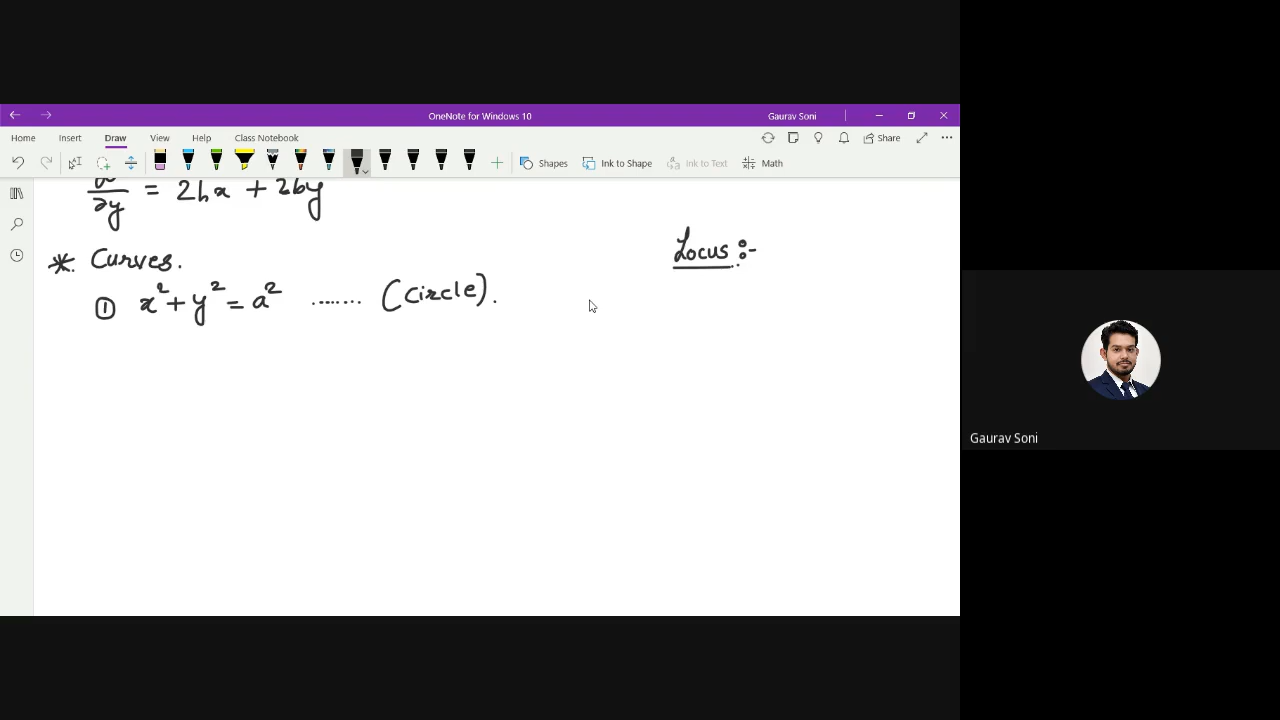 OneNote for Windows 10
Gaurav Soni
Home Insert Draw View Help Class Notebook
Share
Shapes Ink to Shape Ink to Text Math
∂y = 2hx + 2by
* Curves.
Locus :-
① x² + y² = a² ....... (Circle).
Gaurav Soni